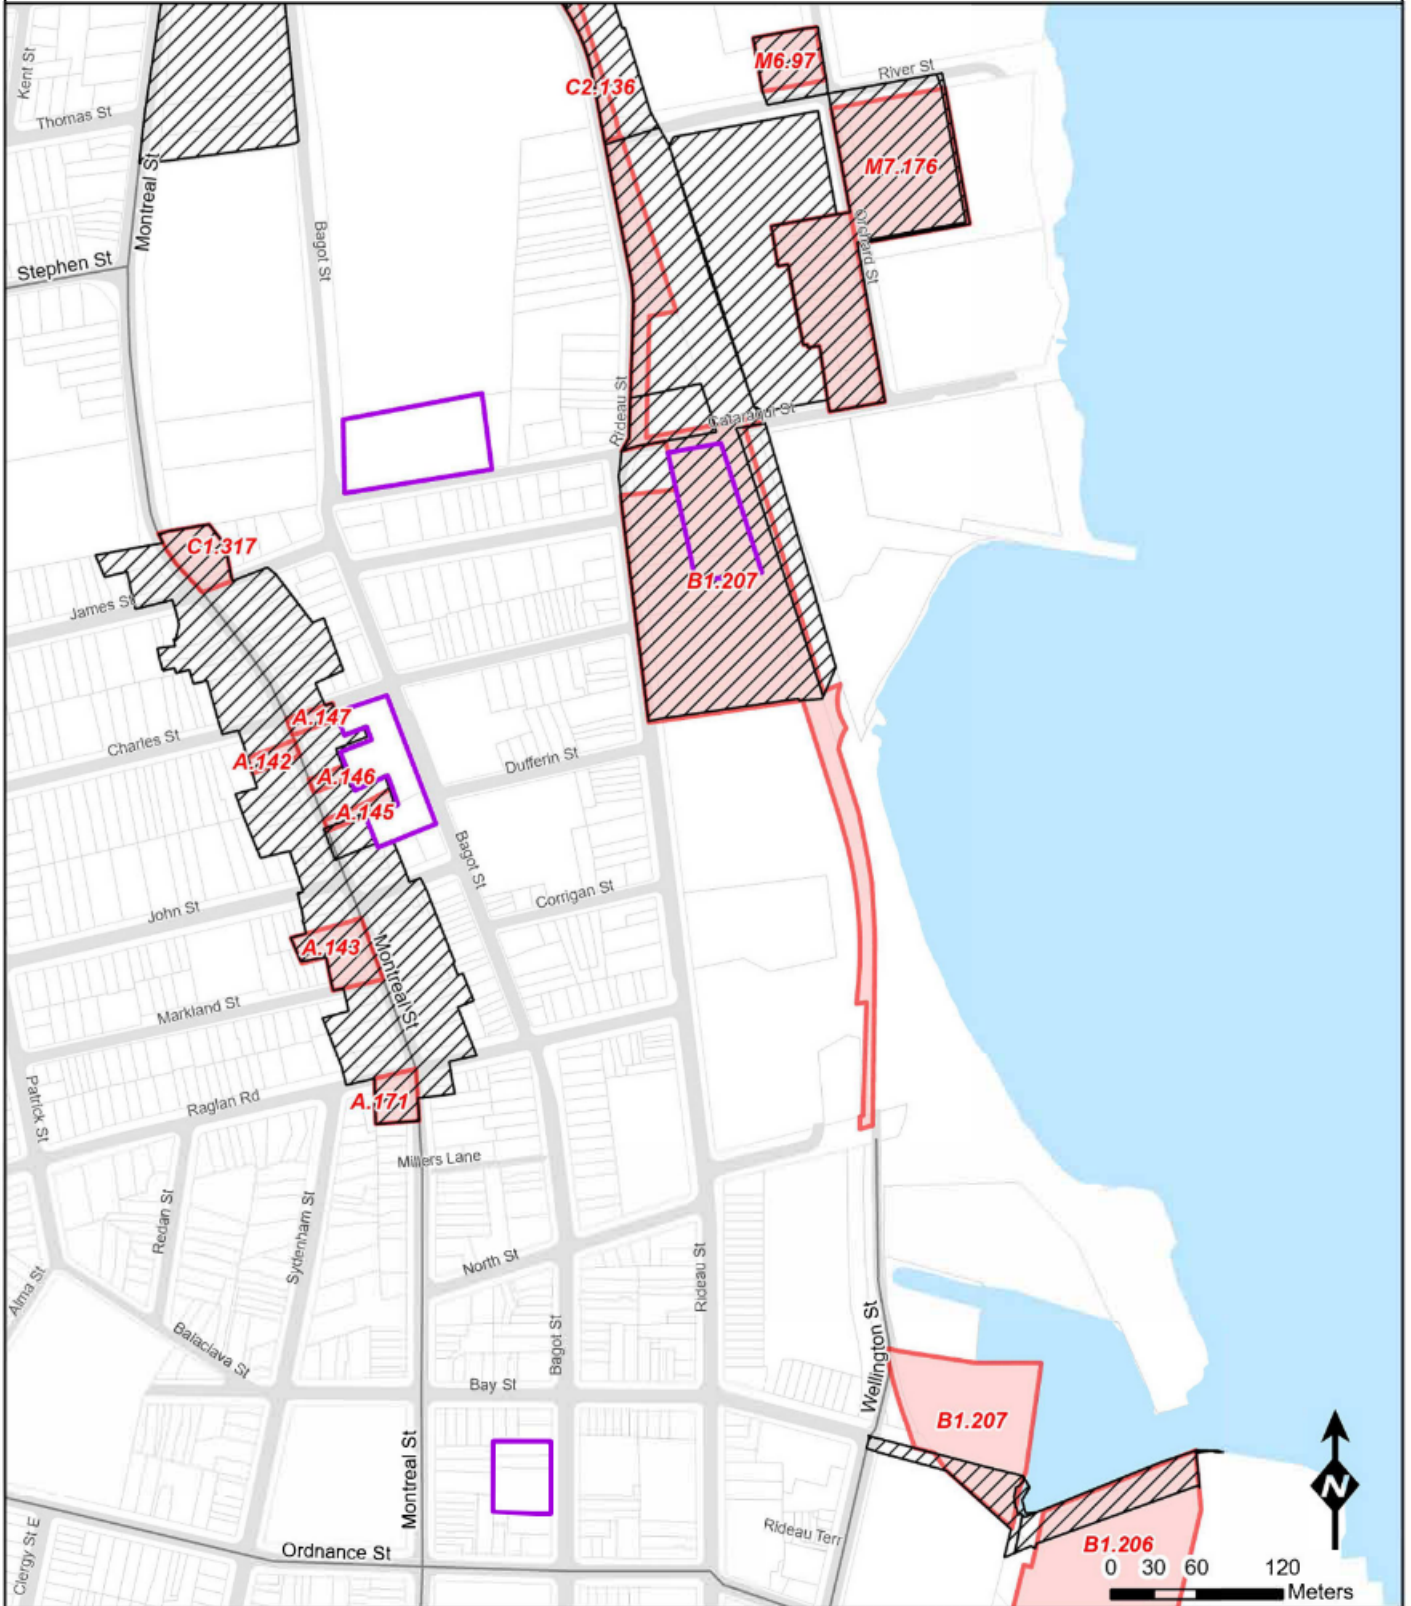 Kent St
Thomas St
Montreal St
Stephen St
Bagot St
C2.136
M6.97
River St
M7.176
Orchard St
Rideau St
Cataraqui St
C1.317
James St
B1.207
A.147
Charles St
A.142
A.146
A.145
Dufferin St
Bagot St
Corrigan St
John St
A.143
Montreal St
Markland St
Patrick St
Raglan Rd
A.171
Millers Lane
Redan St
Sydenham St
North St
Rideau St
Alma St
Balaclava St
Bagot St
Bay St
Wellington St
B1.207
Montreal St
N
Rideau Terr
Ordnance St
Clergy St E
B1.206
0 30 60 120
Meters